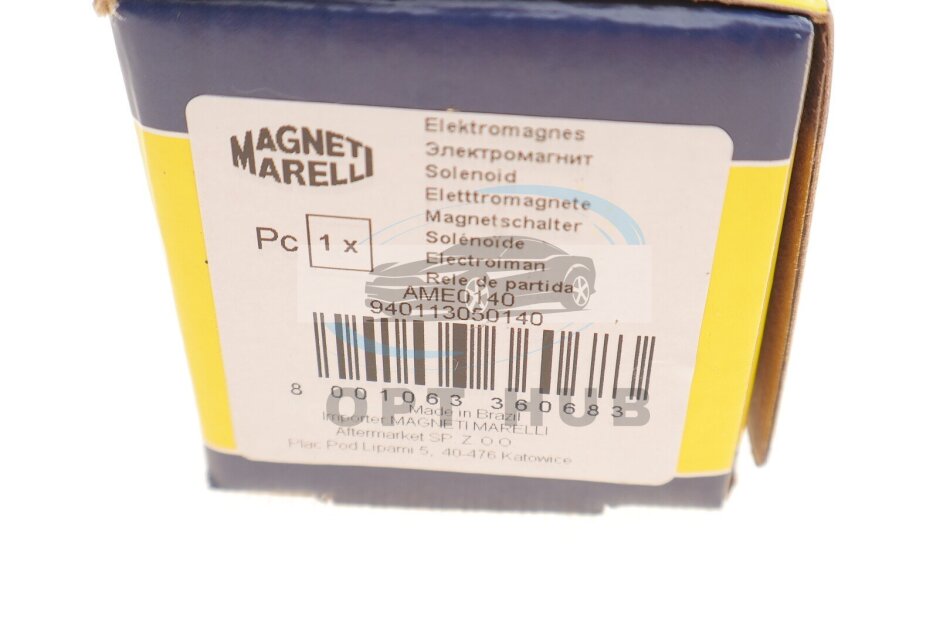 MAGNETI
MARELLI
Pc 1 x
Elektromagnes
Электромагнит
Solenoid
Eletttromagnete
Magnetschalter
Solénoïde
Electroiman
Rele de partida
AME0140
940113050140
8 001063 360683
OPT HUB
Made in Brazil
Importer MAGNETI MARELLI
Aftermarket SP. Z O O
Plac Pod Lipami 5, 40-476 Katowice